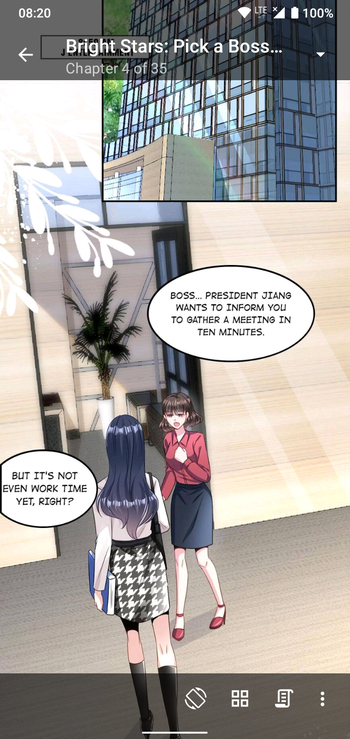 08:20
LTE
100%
Bright Stars: Pick a Boss...
Chapter 4 of 35
BOSS... PRESIDENT JIANG
WANTS TO INFORM YOU
TO GATHER A MEETING IN
TEN MINUTES.
BUT IT'S NOT
EVEN WORK TIME
YET, RIGHT?